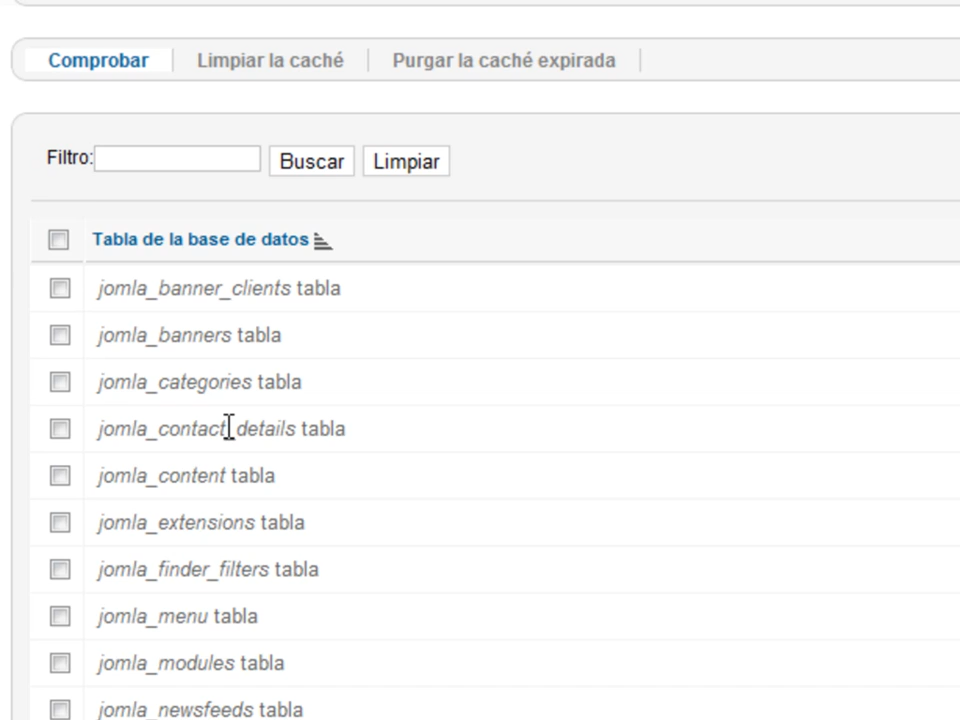 Comprobar Limpiar la caché Purgar la caché expirada
Filtro: Buscar Limpiar
Tabla de la base de datos
jomla_banner_clients tabla
jomla_banners tabla
jomla_categories tabla
jomla_contact_details tabla
jomla_content tabla
jomla_extensions tabla
jomla_finder_filters tabla
jomla_menu tabla
jomla_modules tabla
jomla_newsfeeds tabla